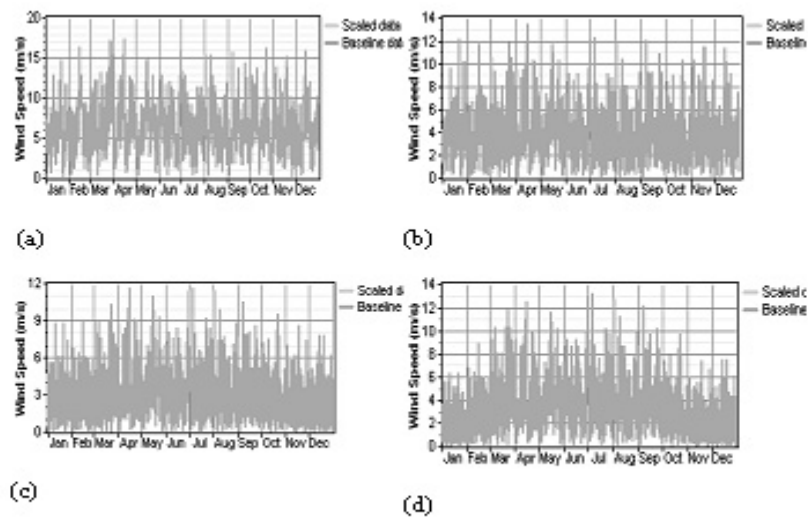 20
15
10
5
0
Wind Speed (m/s)
Jan Feb Mar Apr May Jun Jul Aug Sep Oct Nov Dec
Scaled data
Baseline data
(a)
14
12
10
8
6
4
2
0
Wind Speed (m/s)
Jan Feb Mar Apr May Jun Jul Aug Sep Oct Nov Dec
Scaled
Baseline
(b)
12
9
6
3
0
Wind Speed (m/s)
Jan Feb Mar Apr May Jun Jul Aug Sep Oct Nov Dec
Scaled d
Baseline
(c)
14
12
10
8
6
4
2
0
Wind Speed (m/s)
Jan Feb Mar Apr May Jun Jul Aug Sep Oct Nov Dec
Scaled d
Baseline
(d)